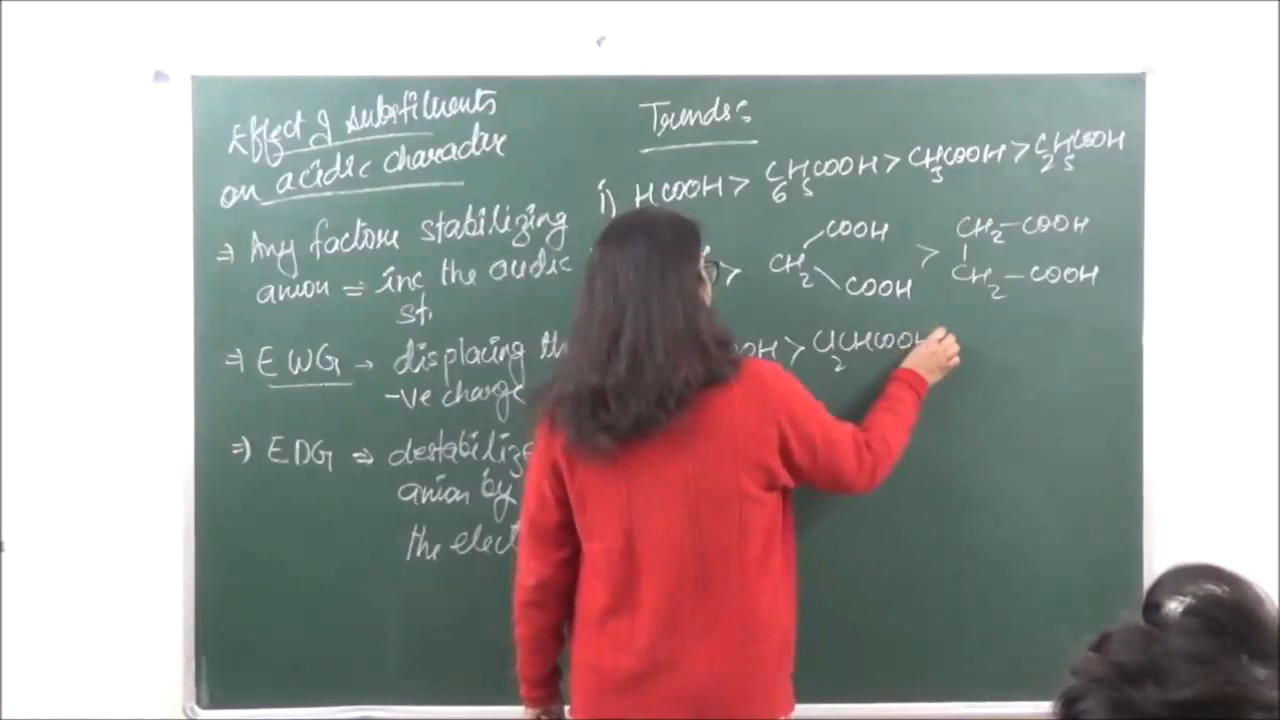 Effect of substituents
on acidic character
⇒ Any factors stabilizing
anion = inc the acidic
st.
⇒ EWG → displacing th
-ve charge
⇒ EDG ⇒ destabilize
anion by
the elect
Trends:
i) HCOOH > C6H5COOH > CH3COOH > C2H5COOH
> CH2 COOH COOH > CH2-COOH CH2-COOH
OOH > Cl2CHCOOH